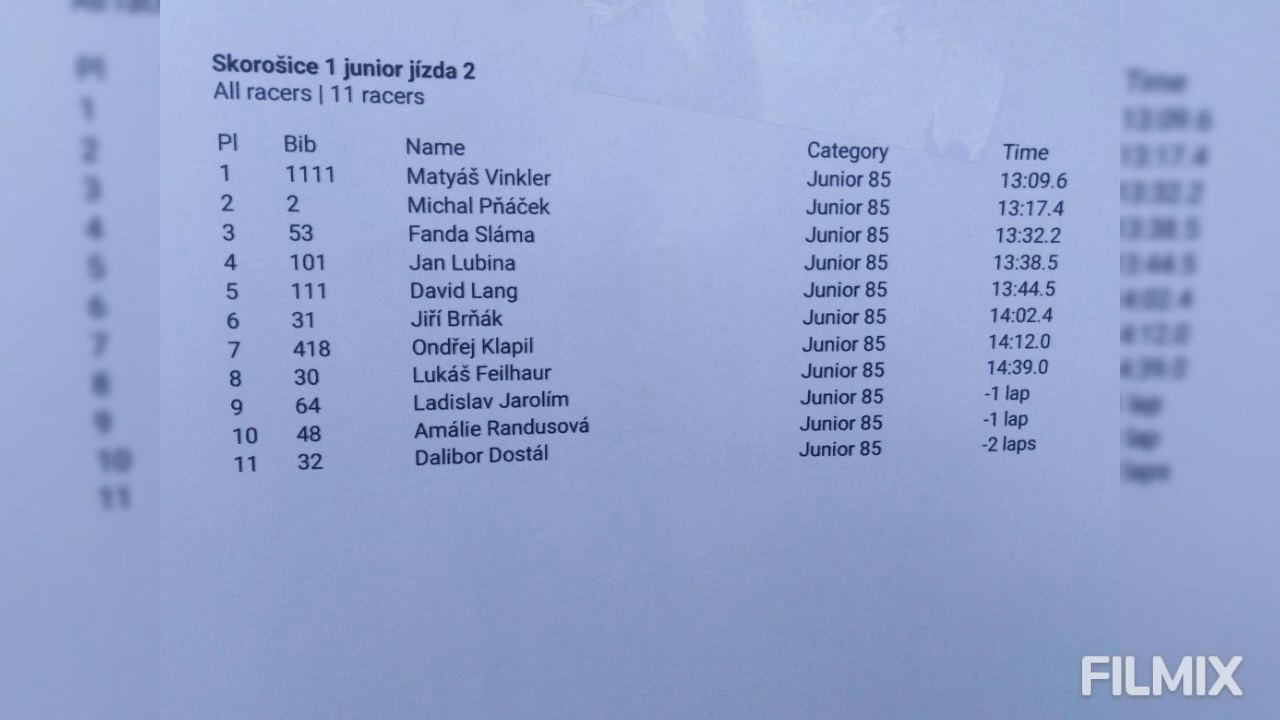 Skorošice 1 junior jízda 2
All racers | 11 racers
Pl Bib Name Category Time
1 1111 Matyáš Vinkler Junior 85 13:09.6
2 2 Michal Pňáček Junior 85 13:17.4
3 53 Fanda Sláma Junior 85 13:32.2
4 101 Jan Lubina Junior 85 13:38.5
5 111 David Lang Junior 85 13:44.5
6 31 Jiří Brňák Junior 85 14:02.4
7 418 Ondřej Klapil Junior 85 14:12.0
8 30 Lukáš Feilhaur Junior 85 14:39.0
9 64 Ladislav Jarolím Junior 85 -1 lap
10 48 Amálie Randusová Junior 85 -1 lap
11 32 Dalibor Dostál Junior 85 -2 laps
FILMIX